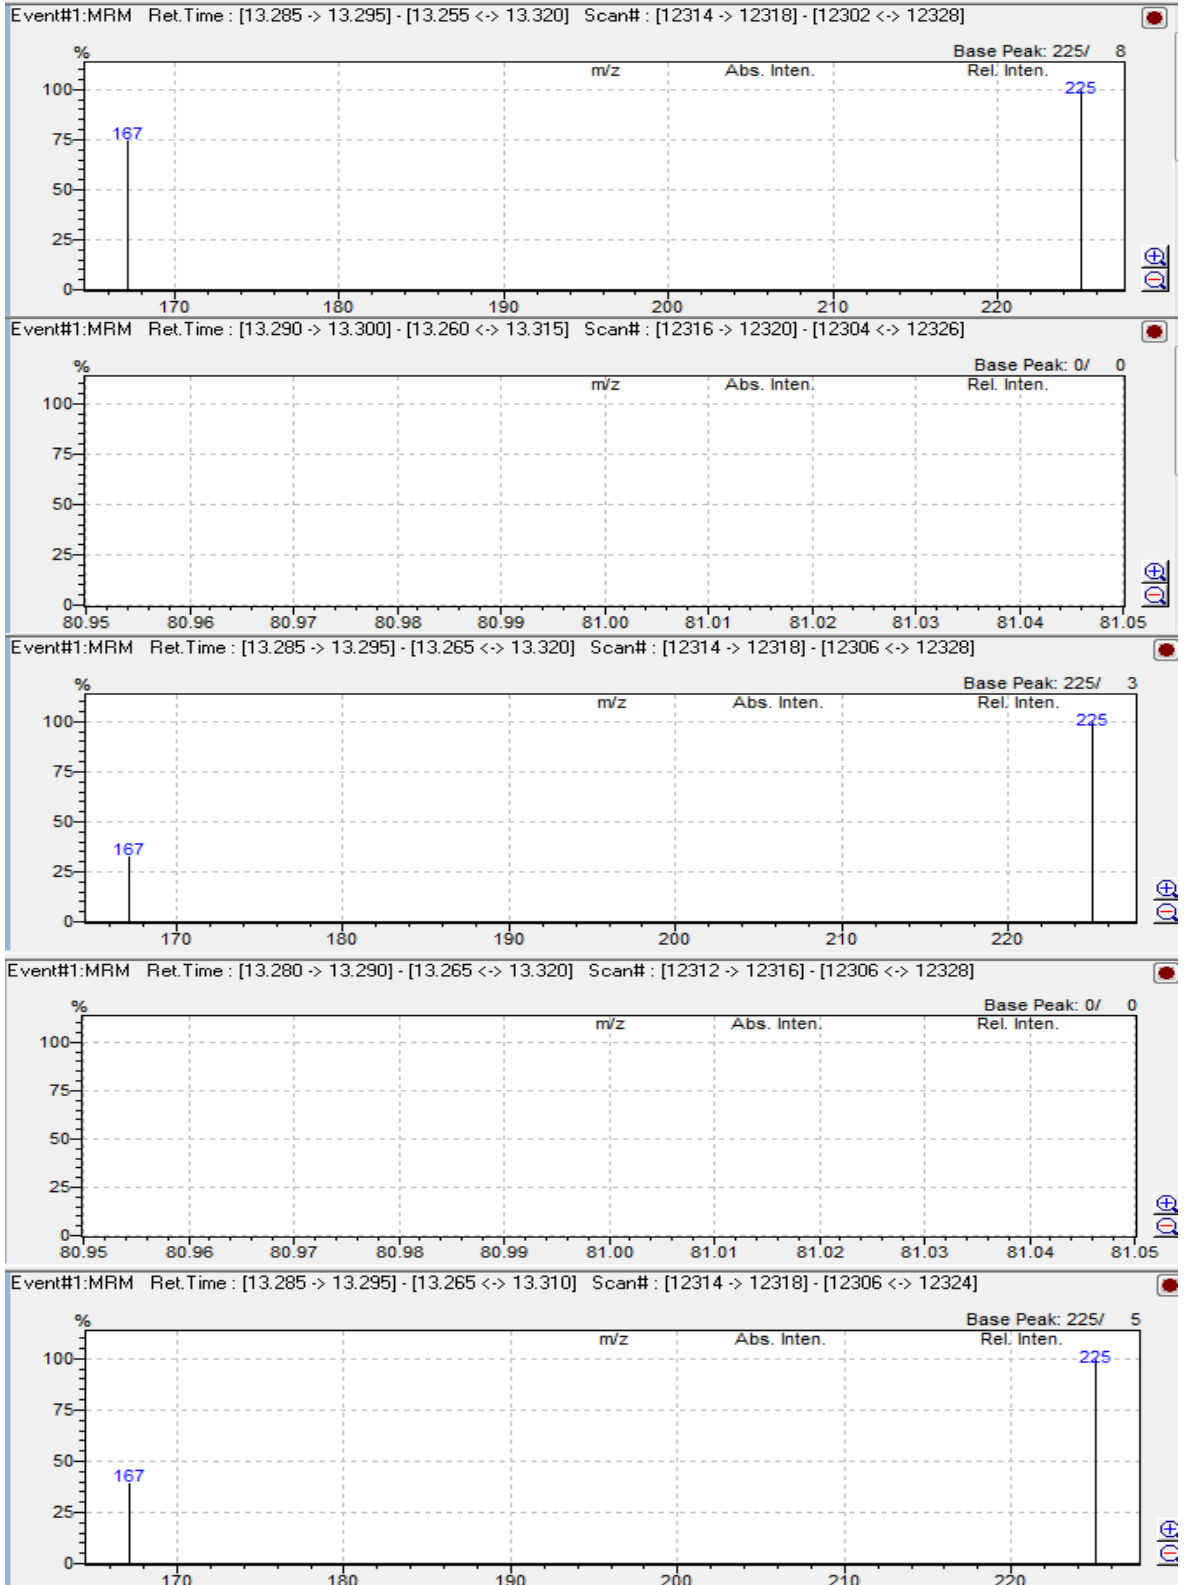 Event#1:MRM Ret.Time : [13.285 -> 13.295] - [13.255 <-> 13.320] Scan# : [12314 -> 12318] - [12302 <-> 12328]
% Base Peak: 225/ 8
m/z Abs. Inten. Rel. Inten.
100 225
75 167
50
25
0
170 180 190 200 210 220
Event#1:MRM Ret.Time : [13.290 -> 13.300] - [13.260 <-> 13.315] Scan# : [12316 -> 12320] - [12304 <-> 12326]
% Base Peak: 0/ 0
m/z Abs. Inten. Rel. Inten.
100
75
50
25
0
80.95 80.96 80.97 80.98 80.99 81.00 81.01 81.02 81.03 81.04 81.05
Event#1:MRM Ret.Time : [13.285 -> 13.295] - [13.265 <-> 13.320] Scan# : [12314 -> 12318] - [12306 <-> 12328]
% Base Peak: 225/ 3
m/z Abs. Inten. Rel. Inten.
100 225
75
50
167
25
0
170 180 190 200 210 220
Event#1:MRM Ret.Time : [13.280 -> 13.290] - [13.265 <-> 13.320] Scan# : [12312 -> 12316] - [12306 <-> 12328]
% Base Peak: 0/ 0
m/z Abs. Inten. Rel. Inten.
100
75
50
25
0
80.95 80.96 80.97 80.98 80.99 81.00 81.01 81.02 81.03 81.04 81.05
Event#1:MRM Ret.Time : [13.285 -> 13.295] - [13.265 <-> 13.310] Scan# : [12314 -> 12318] - [12306 <-> 12324]
% Base Peak: 225/ 5
m/z Abs. Inten. Rel. Inten.
100 225
75
50
167
25
0
170 180 190 200 210 220